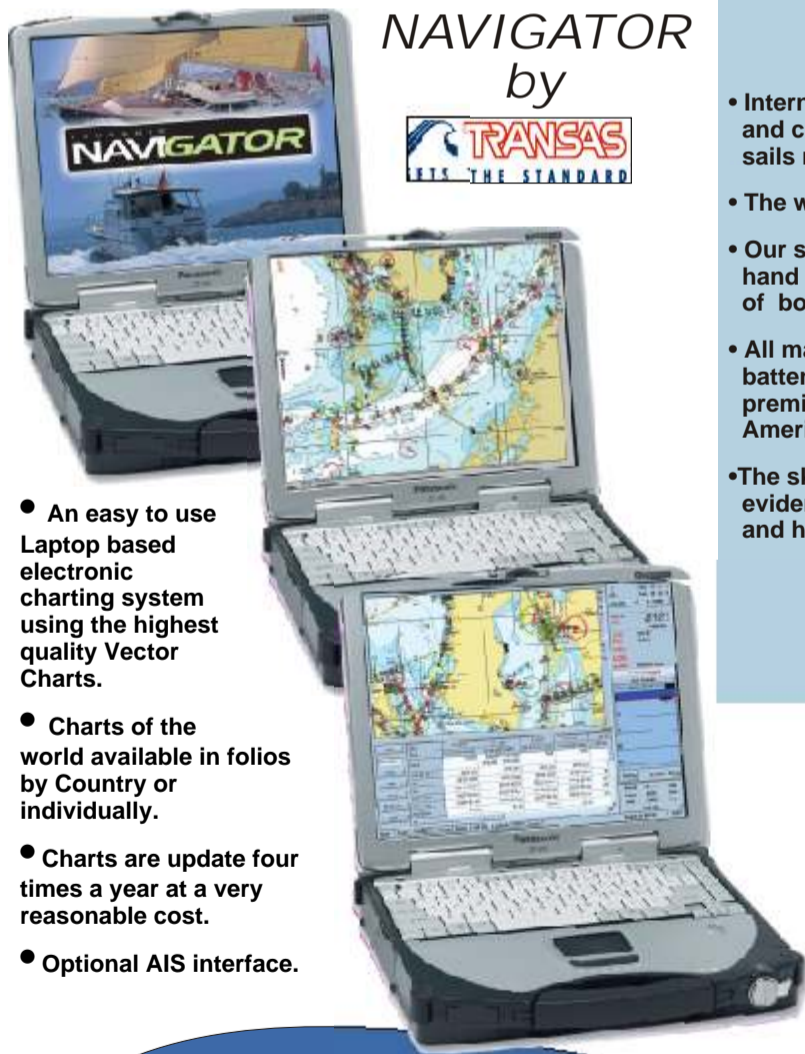 NAVIGATOR
by
TRANSAS
SETS THE STANDARD
NAVIGATOR
Panasonic
• An easy to use
Laptop based
electronic
charting system
using the highest
quality Vector
Charts.
• Charts of the
world available in folios
by Country or
individually.
• Charts are update four
times a year at a very
reasonable cost.
• Optional AIS interface.
• Intern
and c
sails
• The w
• Our s
hand
of bo
• All ma
batter
premi
Ameri
•The sl
evide
and h